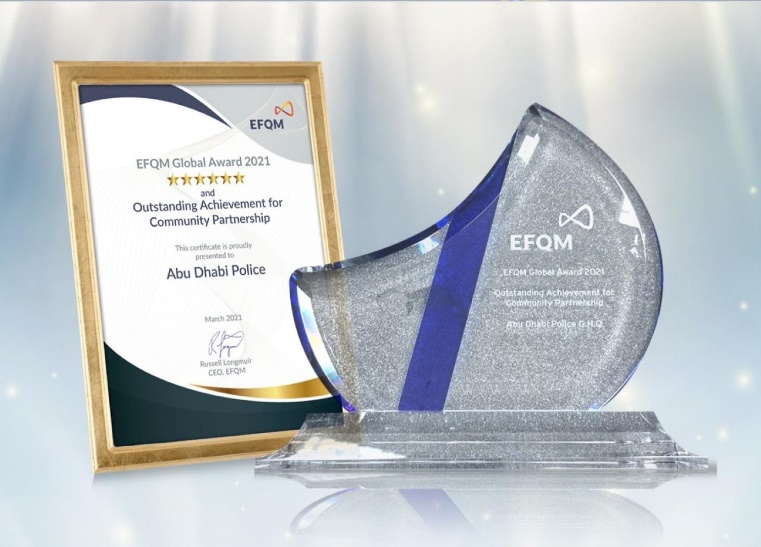 EFQM
EFQM Global Award 2021
and
Outstanding Achievement for
Community Partnership
This certificate is proudly
presented to
Abu Dhabi Police
March 2021
Russell Longmuir
CEO, EFQM
EFQM
EFQM Global Award 2021
Outstanding Achievement for
Community Partnership
Abu Dhabi Police G.H.Q